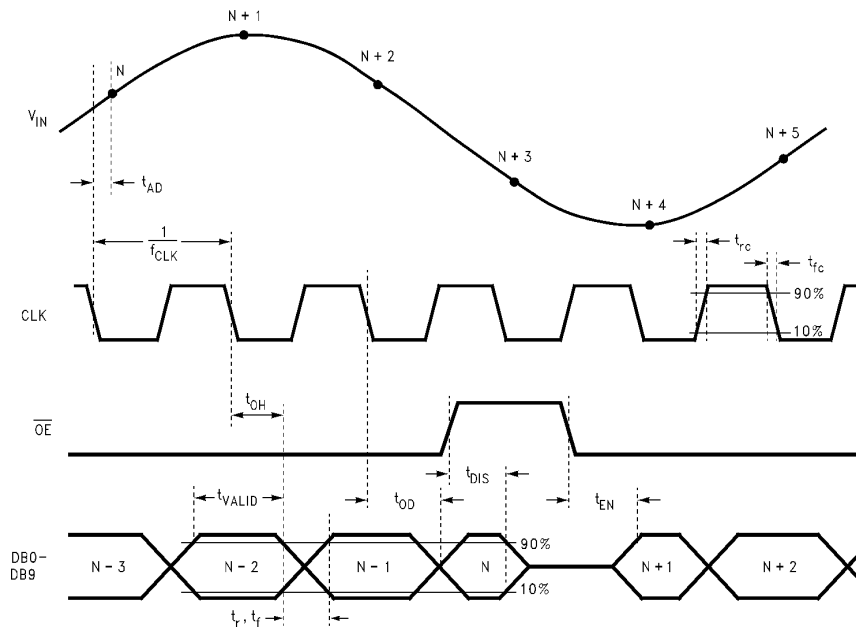 N + 1
N
N + 2
V_IN
N + 5
N + 3
t_AD
N + 4
1
f_CLK
t_rc
t_fc
CLK
90%
10%
t_OH
OE
t_DIS
t_VALID
t_OD
t_EN
DB0-
DB9
N - 3
N - 2
N - 1
N
90%
10%
N + 1
N + 2
t_r, t_f